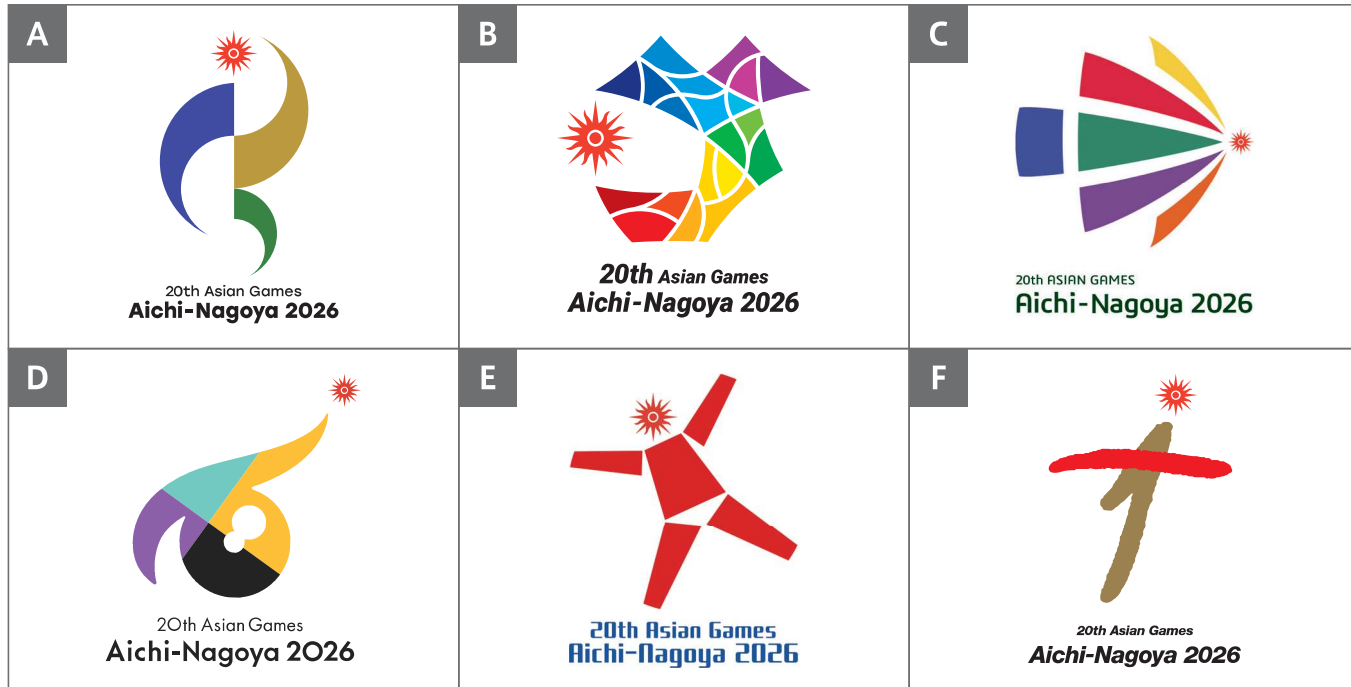 A
20th Asian Games
Aichi-Nagoya 2026
B
20th Asian Games
Aichi-Nagoya 2026
C
20th ASIAN GAMES
Aichi-Nagoya 2026
D
20th Asian Games
Aichi-Nagoya 2026
E
20th Asian Games
Aichi-Nagoya 2026
F
20th Asian Games
Aichi-Nagoya 2026